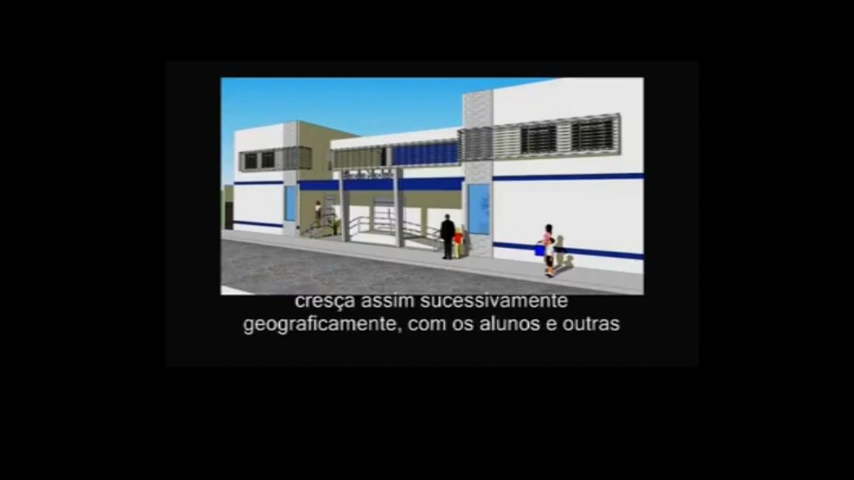 cresça assim sucessivamente
geograficamente, com os alunos e outras